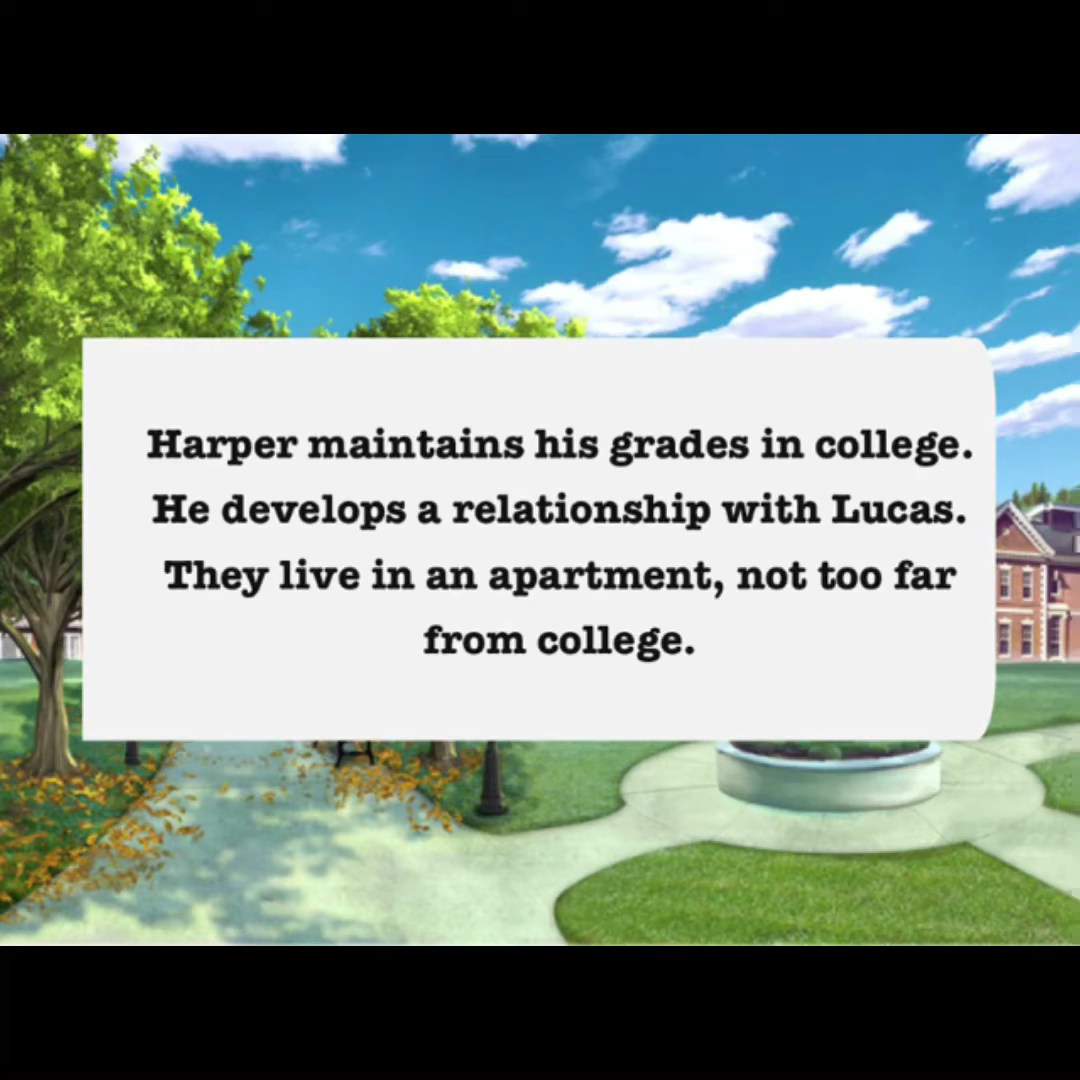 Harper maintains his grades in college.
He develops a relationship with Lucas.
They live in an apartment, not too far
from college.